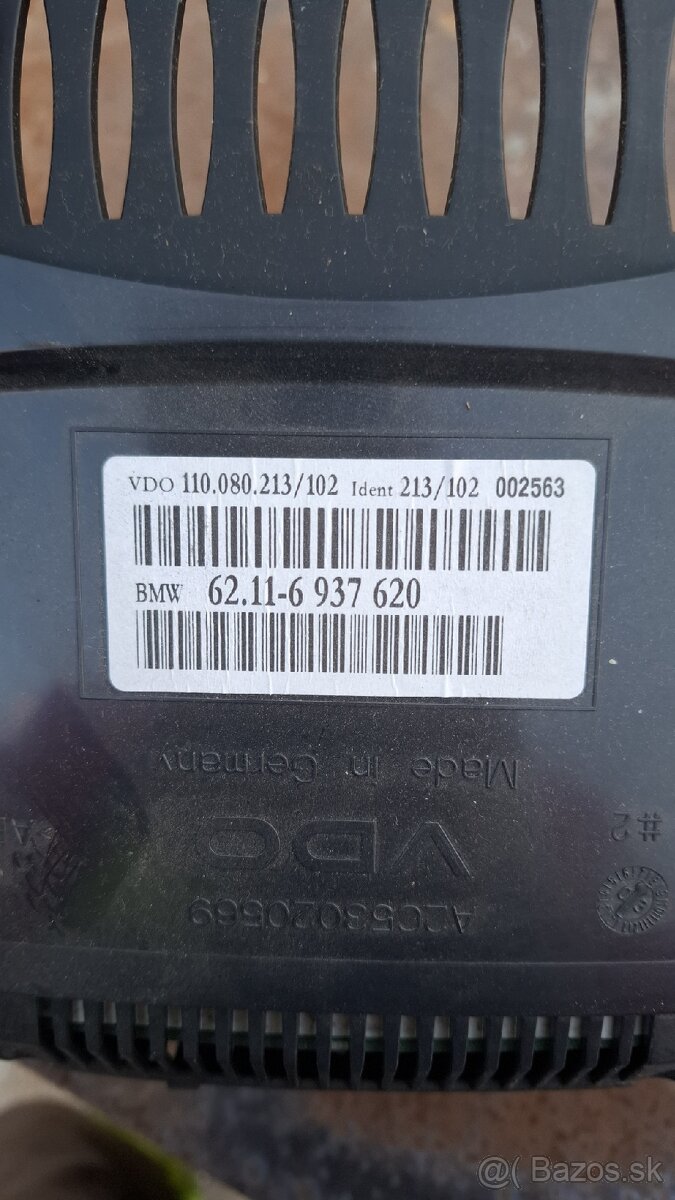 VDO 110.080.213/102 Ident 213/102 002563
BMW 62.11-6 937 620
Made in Germany
VDO
#2
A2C53020569
@ Bazos.sk